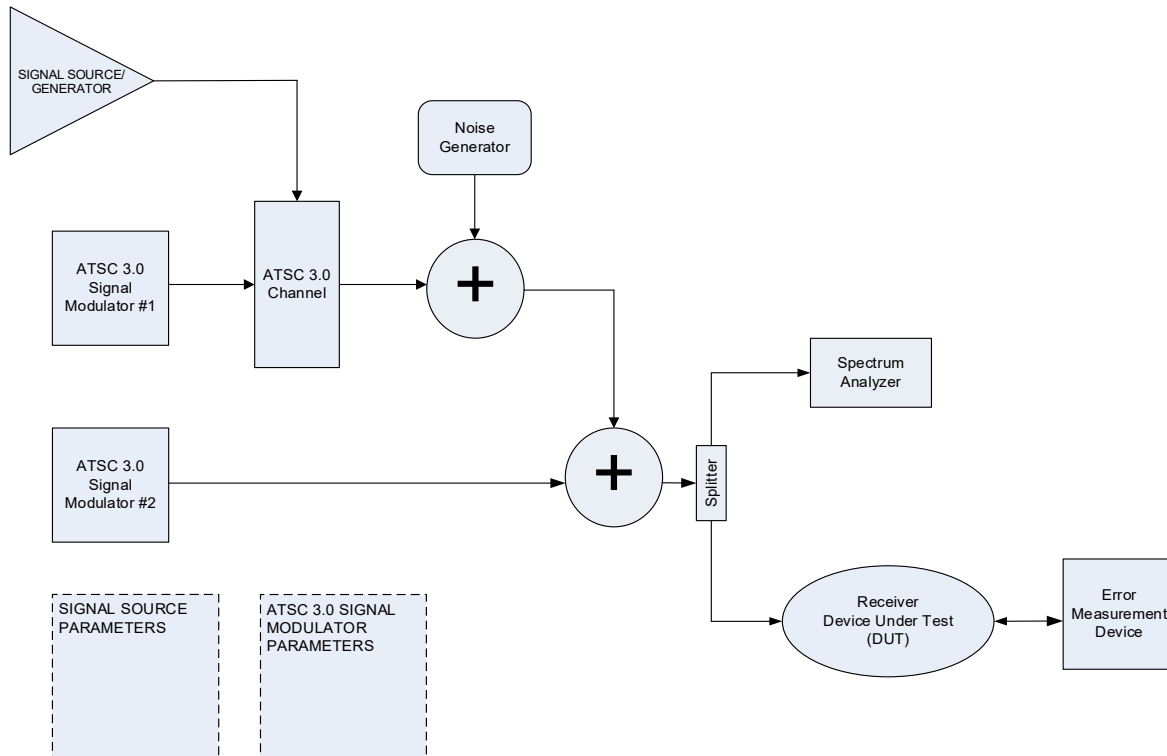 SIGNAL SOURCE/
GENERATOR
Noise
Generator
ATSC 3.0
Signal
Modulator #1
ATSC 3.0
Channel
+
Spectrum
Analyzer
ATSC 3.0
Signal
Modulator #2
+
Splitter
SIGNAL SOURCE
PARAMETERS
ATSC 3.0 SIGNAL
MODULATOR
PARAMETERS
Receiver
Device Under Test
(DUT)
Error
Measurement
Device